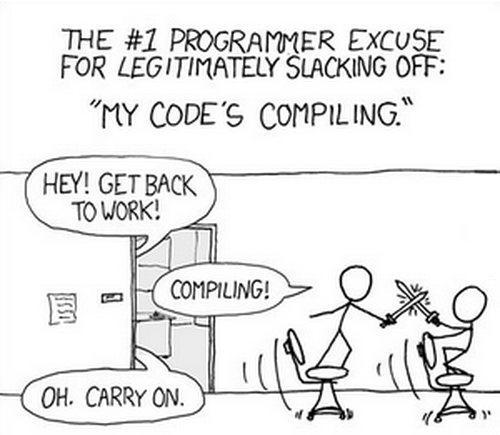 THE #1 PROGRAMMER EXCUSE
FOR LEGITIMATELY SLACKING OFF:
"MY CODE'S COMPILING."
HEY! GET BACK
TO WORK!
COMPILING!
OH. CARRY ON.